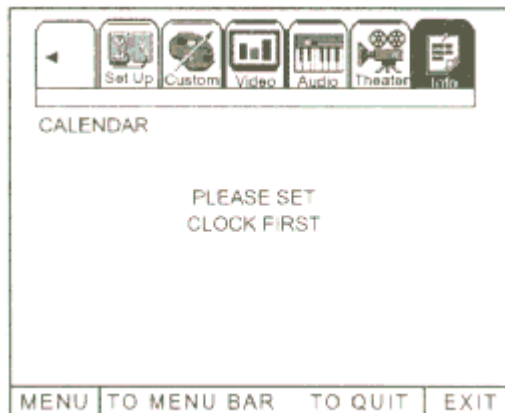 Set Up Custom Video Audio Theater Info
CALENDAR
PLEASE SET
CLOCK FIRST
MENU TO MENU BAR TO QUIT EXIT